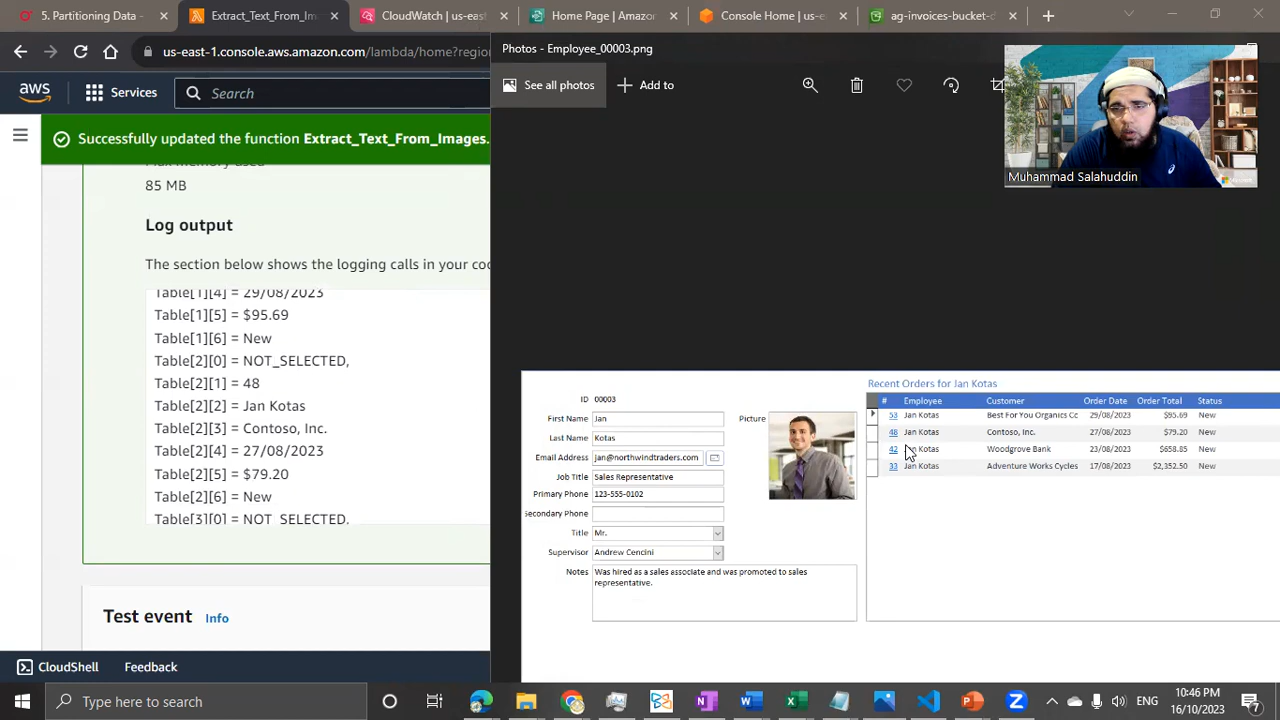 5. Partitioning Data
Extract_Text_From_Im
CloudWatch | us-eas
Home Page | Amazon
Console Home | us-e
ag-invoices-bucket-c
us-east-1.console.aws.amazon.com/lambda/home?regio
Photos - Employee_00003.png
aws
Services
Search
See all photos
Add to
Successfully updated the function Extract_Text_From_Images.
Muhammad Salahuddin
Max memory used
85 MB
Log output
The section below shows the logging calls in your coc
Table[1][4] = 29/08/2023
Table[1][5] = $95.69
Table[1][6] = New
Table[2][0] = NOT_SELECTED,
Table[2][1] = 48
Table[2][2] = Jan Kotas
Table[2][3] = Contoso, Inc.
Table[2][4] = 27/08/2023
Table[2][5] = $79.20
Table[2][6] = New
Table[3][0] = NOT_SELECTED,
Test event Info
ID 00003
First Name Jan
Last Name Kotas
Email Address jan@northwindtraders.com
Job Title Sales Representative
Primary Phone 123-555-0102
Secondary Phone
Title Mr.
Supervisor Andrew Cencini
Notes Was hired as a sales associate and was promoted to sales
representative.
Picture
Recent Orders for Jan Kotas
# Employee Customer Order Date Order Total Status
53 Jan Kotas Best For You Organics Cc 29/08/2023 $95.69 New
48 Jan Kotas Contoso, Inc. 27/08/2023 $79.20 New
42 Jan Kotas Woodgrove Bank 23/08/2023 $658.85 New
33 Jan Kotas Adventure Works Cycles 17/08/2023 $2,352.50 New
CloudShell
Feedback
Type here to search
ENG
10:46 PM
16/10/2023
7